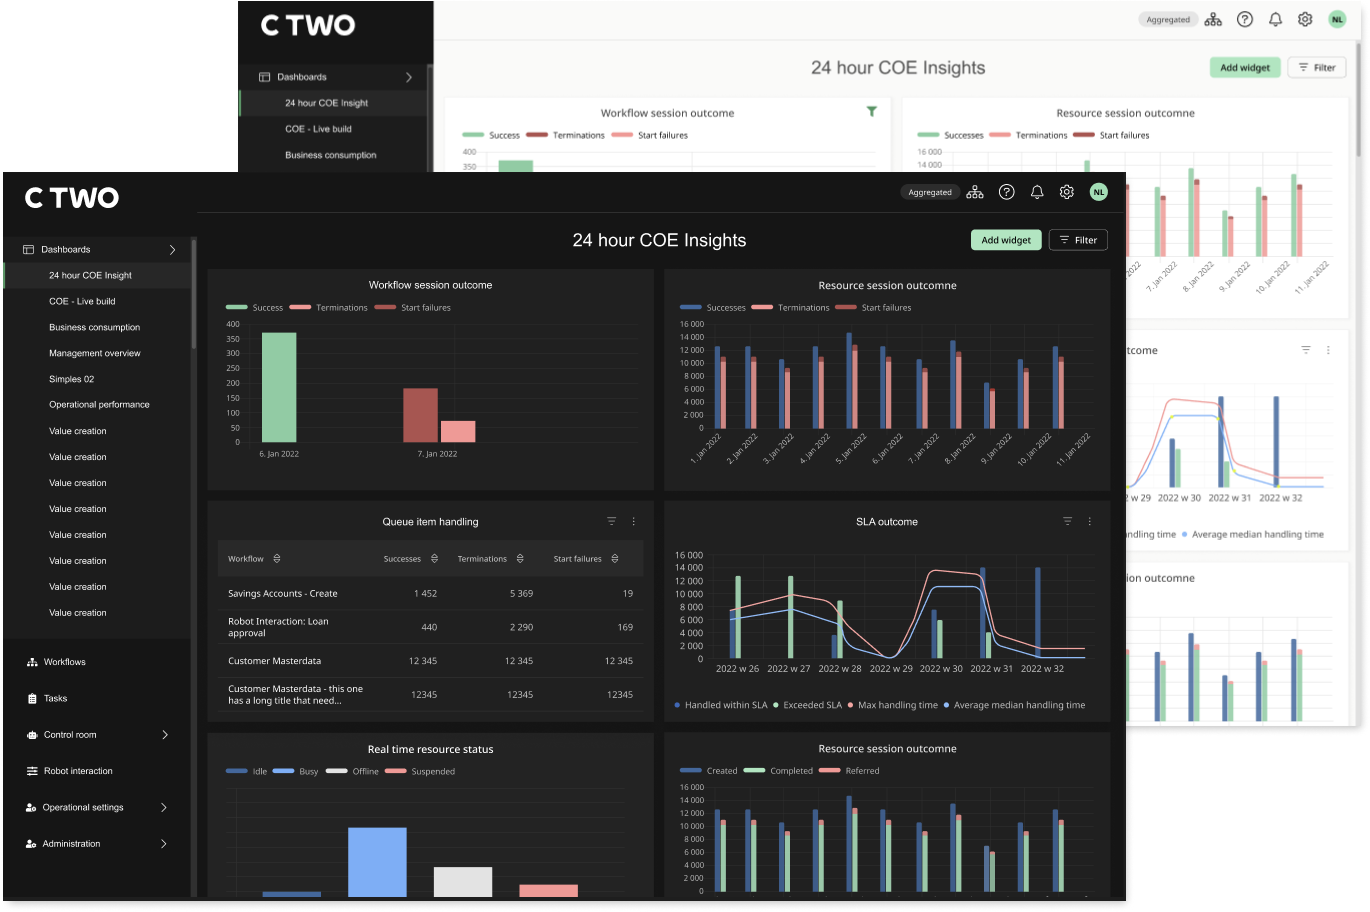 C TWO
Aggregated
NL
Dashboards
24 hour COE Insight
COE - Live build
Business consumption
24 hour COE Insights
Add widget
Filter
Workflow session outcome
Success Terminations Start failures
400
350
Resource session outcomne
Successes Terminations Start failures
16 000
14 000
2022
7. Jan 2022
8. Jan 2022
9. Jan 2022
10. Jan 2022
11. Jan 2022
tcome
w 29 2022 w 30 2022 w 31 2022 w 32
ndling time Average median handling time
ion outcomne
C TWO
Aggregated
NL
Dashboards
24 hour COE Insight
COE - Live build
Business consumption
Management overview
Simples 02
Operational performance
Value creation
Value creation
Value creation
Value creation
Value creation
Value creation
Value creation
Value creation
Workflows
Tasks
Control room
Robot interaction
Operational settings
Administration
24 hour COE Insights
Add widget
Filter
Workflow session outcome
Success Terminations Start failures
400
350
300
250
200
150
100
50
0
6. Jan 2022
7. Jan 2022
Resource session outcomne
Successes Terminations Start failures
16 000
14 000
12 000
10 000
8 000
6 000
4 000
2 000
0
1. Jan 2022
2. Jan 2022
3. Jan 2022
4. Jan 2022
5. Jan 2022
6. Jan 2022
7. Jan 2022
8. Jan 2022
9. Jan 2022
10. Jan 2022
11. Jan 2022
Queue item handling
Workflow Successes Terminations Start failures
Savings Accounts - Create 1 452 5 369 19
Robot Interaction: Loan
approval 440 2 290 169
Customer Masterdata 12 345 12 345 12 345
Customer Masterdata - this one
has a long title that need... 12345 12345 12345
SLA outcome
16 000
14 000
12 000
10 000
8 000
6 000
4 000
2 000
0
2022 w 26 2022 w 27 2022 w 28 2022 w 29 2022 w 30 2022 w 31 2022 w 32
Handled within SLA Exceeded SLA Max handling time Average median handling time
Real time resource status
Idle Busy Offline Suspended
Resource session outcomne
Created Completed Referred
16 000
14 000
12 000
10 000
8 000
6 000
4 000
2 000
0